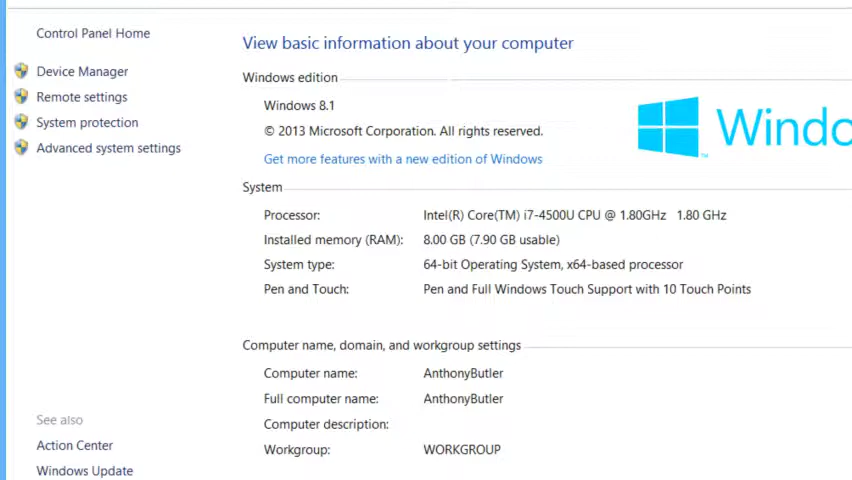 Control Panel Home
Device Manager
Remote settings
System protection
Advanced system settings
See also
Action Center
Windows Update
View basic information about your computer
Windows edition
Windows 8.1
© 2013 Microsoft Corporation. All rights reserved.
Get more features with a new edition of Windows
Windo
System
Processor: Intel(R) Core(TM) i7-4500U CPU @ 1.80GHz 1.80 GHz
Installed memory (RAM): 8.00 GB (7.90 GB usable)
System type: 64-bit Operating System, x64-based processor
Pen and Touch: Pen and Full Windows Touch Support with 10 Touch Points
Computer name, domain, and workgroup settings
Computer name: AnthonyButler
Full computer name: AnthonyButler
Computer description:
Workgroup: WORKGROUP